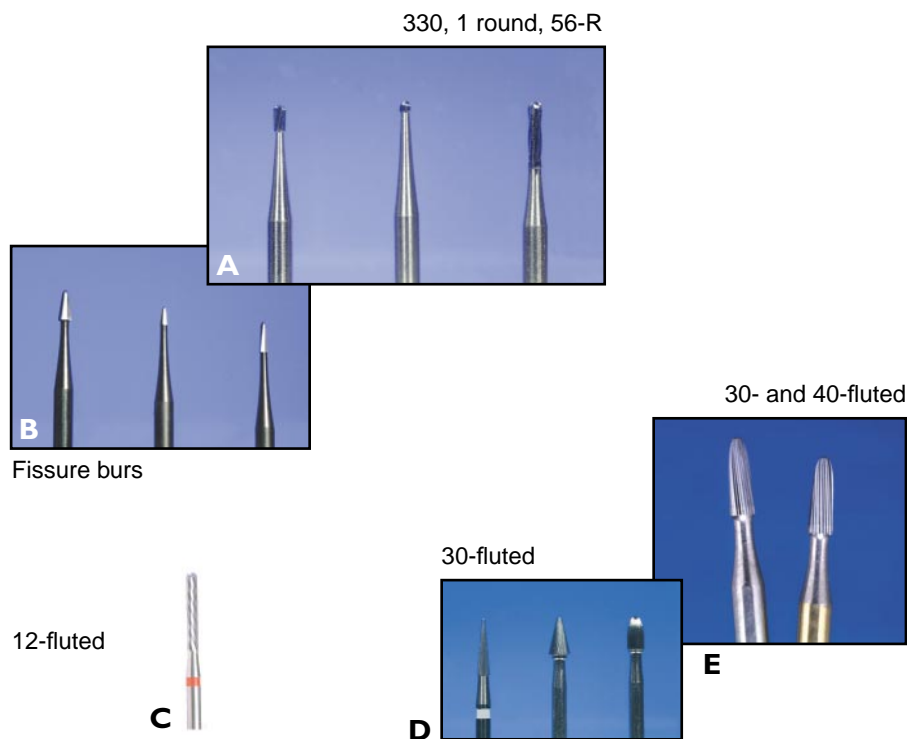 330, 1 round, 56-R
A
B
Fissure burs
30- and 40-fluted
E
30-fluted
D
12-fluted
C